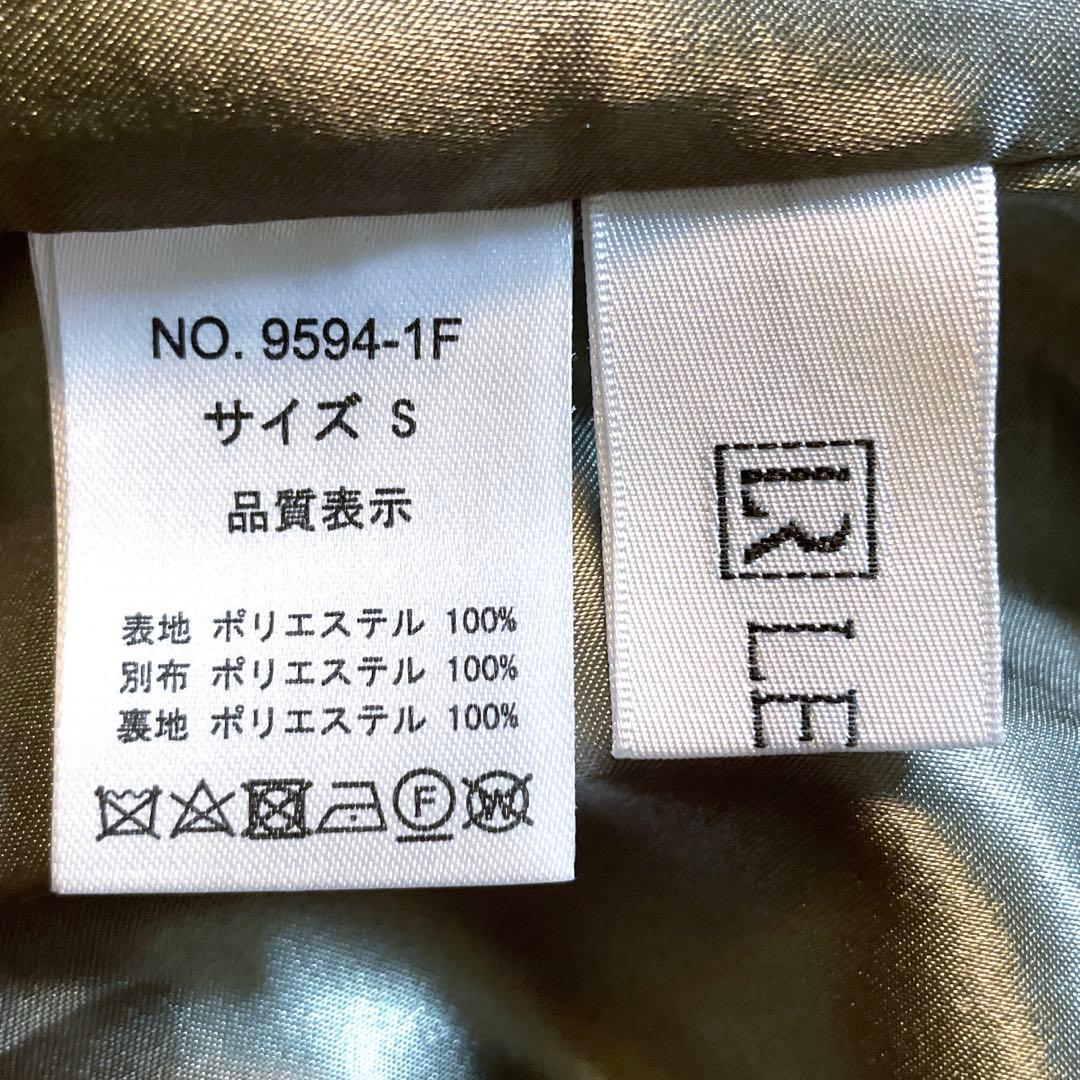 NO. 9594-1F
サイズ S
品質表示
表地 ポリエステル 100%
別布 ポリエステル 100%
裏地 ポリエステル 100%
F
W
LR
LE